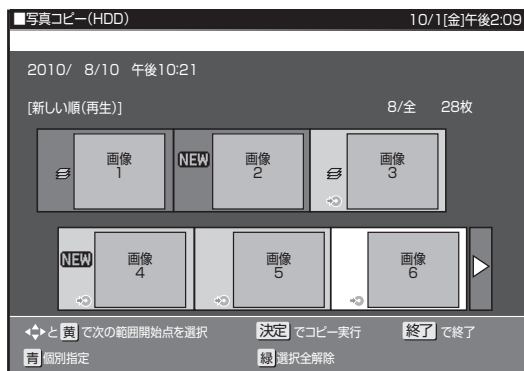 ■写真コピー(HDD) 10/1[金]午後2:09
2010/ 8/10 午後10:21
[新しい順(再生)] 8/全 28枚
画像 1 NEW 画像 2 画像 3
NEW 画像 4 画像 5 画像 6
と 黄 で次の範囲開始点を選択 決定 でコピー実行 終了 で終了
青 個別指定 緑 選択全解除